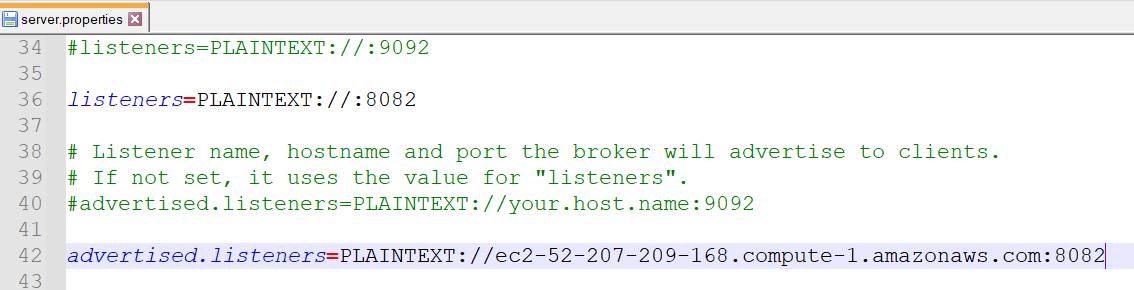 server.properties
34 #listeners=PLAINTEXT://:9092
35
36 listeners=PLAINTEXT://:8082
37
38 # Listener name, hostname and port the broker will advertise to clients.
39 # If not set, it uses the value for "listeners".
40 #advertised.listeners=PLAINTEXT://your.host.name:9092
41
42 advertised.listeners=PLAINTEXT://ec2-52-207-209-168.compute-1.amazonaws.com:8082
43